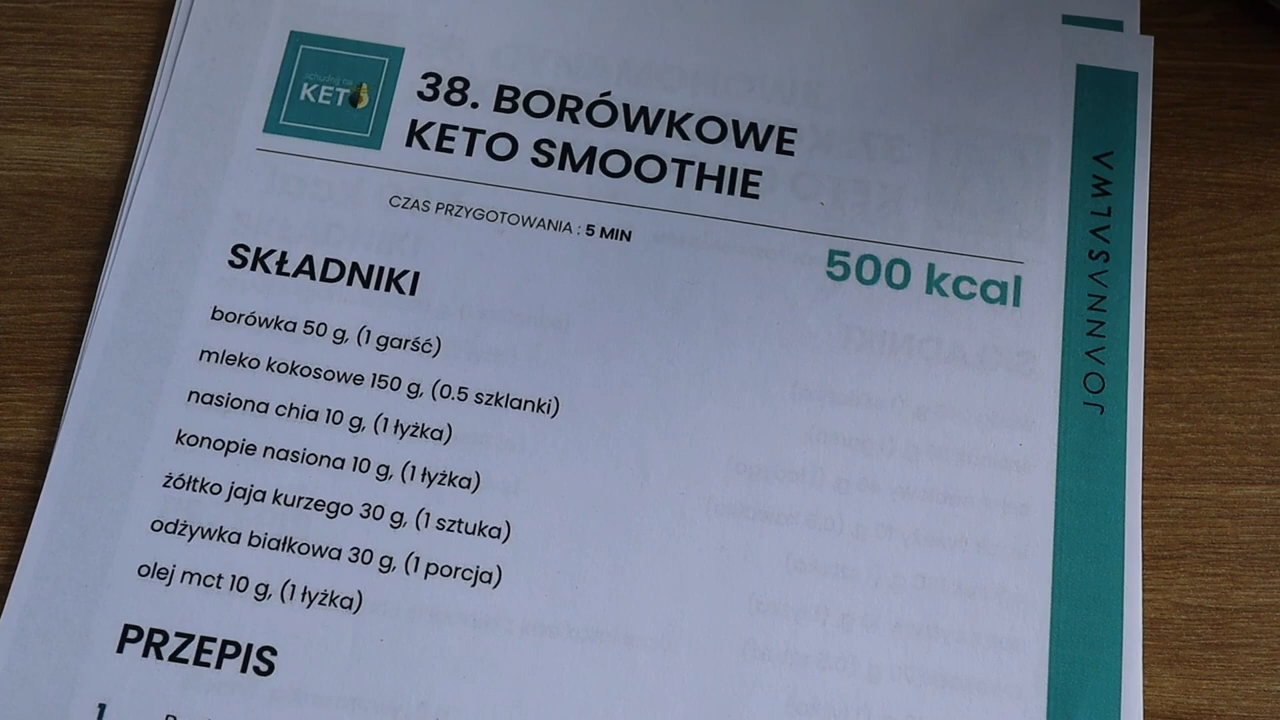 schudnij na
KETO
38. BORÓWKOWE
KETO SMOOTHIE
CZAS PRZYGOTOWANIA : 5 MIN
500 kcal
SKŁADNIKI
borówka 50 g, (1 garść)
mleko kokosowe 150 g, (0.5 szklanki)
nasiona chia 10 g, (1 łyżka)
konopie nasiona 10 g, (1 łyżka)
żółtko jaja kurzego 30 g, (1 sztuka)
odżywka białkowa 30 g, (1 porcja)
olej mct 10 g, (1 łyżka)
PRZEPIS
1
JOANNASALWA